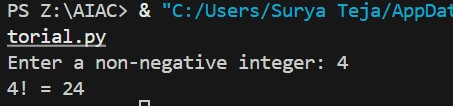 PS Z:\AIAC> & "C:/Users/Surya Teja/AppDat
torial.py
Enter a non-negative integer: 4
4! = 24